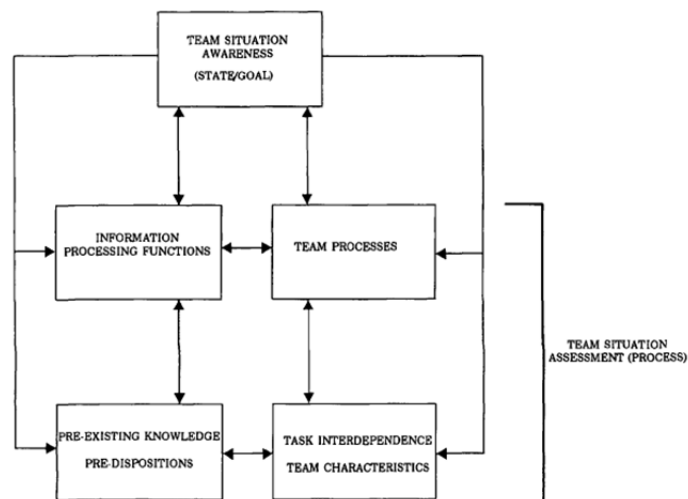 TEAM SITUATION
AWARENESS
(STATE/GOAL)
INFORMATION
PROCESSING FUNCTIONS
TEAM PROCESSES
TEAM SITUATION
ASSESSMENT (PROCESS)
PRE-EXISTING KNOWLEDGE
PRE-DISPOSITIONS
TASK INTERDEPENDENCE
TEAM CHARACTERISTICS